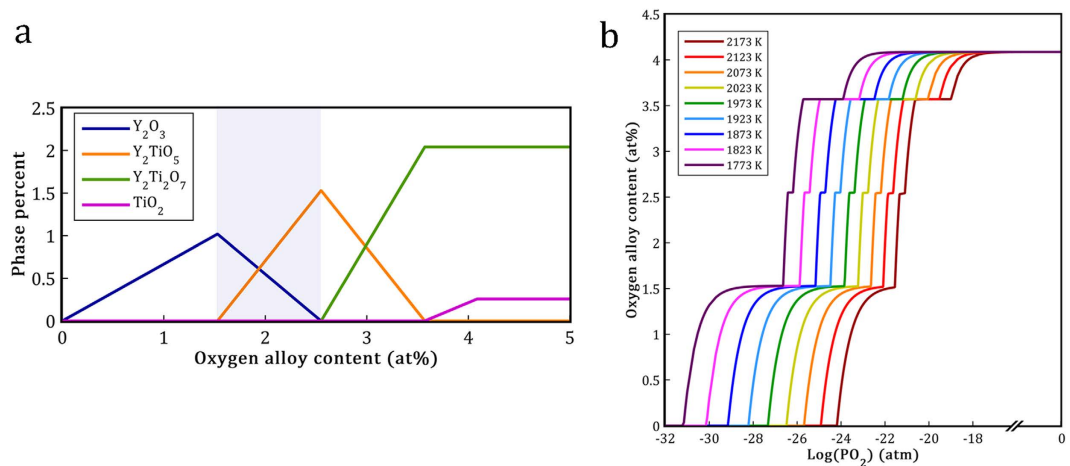 a
2.5
2
1.5
1
0.5
0
Phase percent
Y2O3
Y2TiO5
Y2Ti2O7
TiO2
0 1 2 3 4 5
Oxygen alloy content (at%)
b
4.5
4
3.5
3
2.5
2
1.5
1
0.5
0
Oxygen alloy content (at%)
2173 K
2123 K
2073 K
2023 K
1973 K
1923 K
1873 K
1823 K
1773 K
-32 -30 -28 -26 -24 -22 -20 -18 0
Log(PO2) (atm)